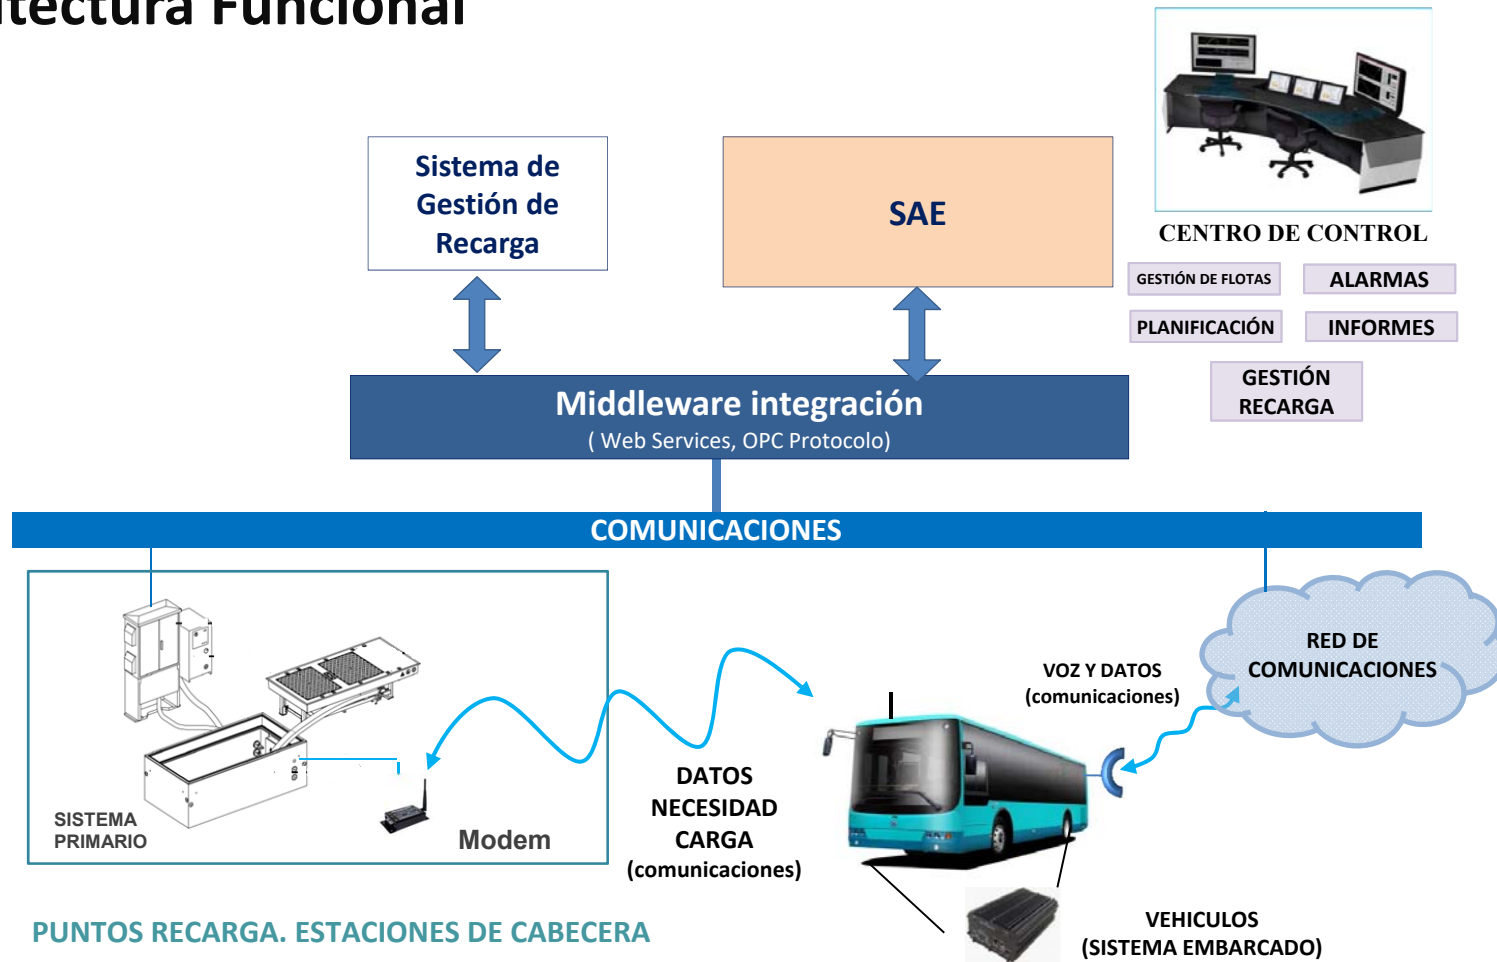 itectura Funcional
Sistema de
Gestión de
Recarga
SAE
CENTRO DE CONTROL
GESTIÓN DE FLOTAS
ALARMAS
PLANIFICACIÓN
INFORMES
GESTIÓN
RECARGA
Middleware integración
( Web Services, OPC Protocolo)
COMUNICACIONES
RED DE
COMUNICACIONES
VOZ Y DATOS
(comunicaciones)
DATOS
NECESIDAD
CARGA
(comunicaciones)
SISTEMA
PRIMARIO
Modem
PUNTOS RECARGA. ESTACIONES DE CABECERA
VEHICULOS
(SISTEMA EMBARCADO)